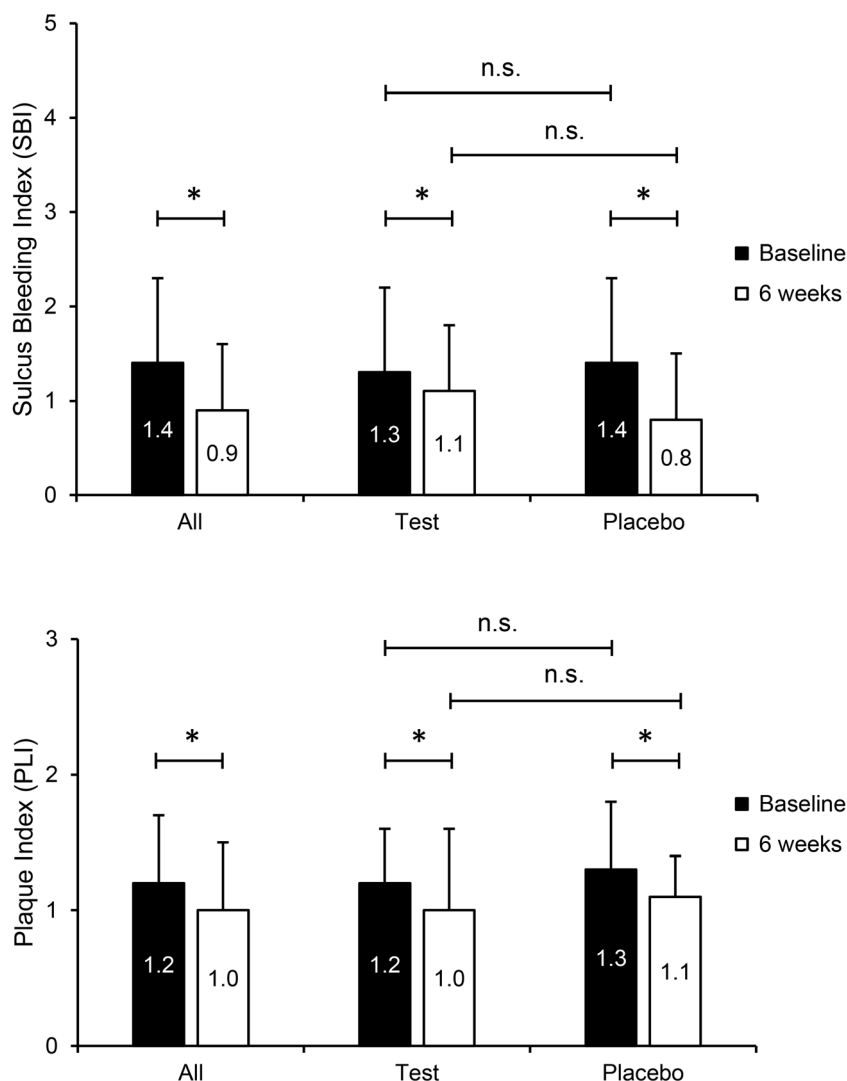 Sulcus Bleeding Index (SBI)
5
4
3
2
1
0
n.s.
n.s.
*
*
*
1.4
0.9
1.3
1.1
1.4
0.8
All
Test
Placebo
Baseline
6 weeks
Plaque Index (PLI)
3
2
1
0
n.s.
n.s.
*
*
*
1.2
1.0
1.2
1.0
1.3
1.1
All
Test
Placebo
Baseline
6 weeks